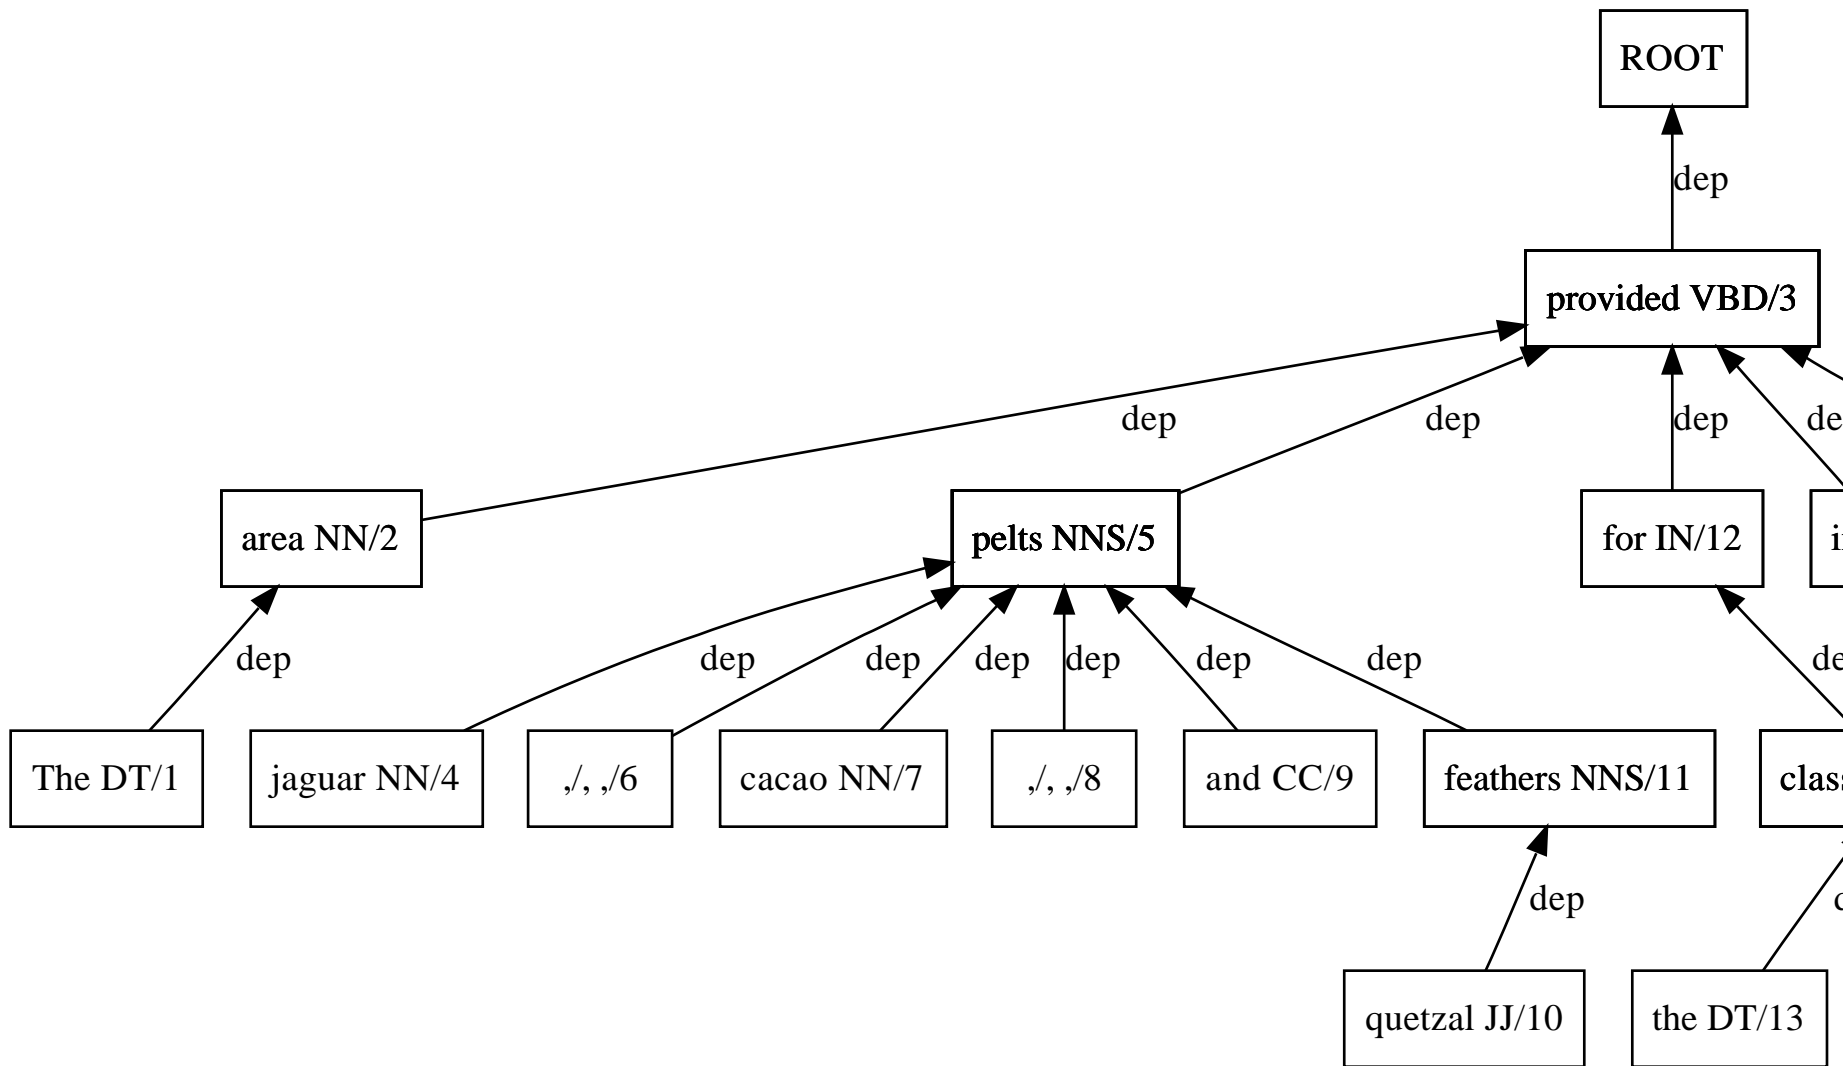 ROOT
dep
provided VBD/3
dep dep dep
area NN/2 pelts NNS/5 for IN/12
dep dep dep dep dep dep dep
The DT/1 jaguar NN/4 ,/, ,/6 cacao NN/7 ,/, ,/8 and CC/9 feathers NNS/11
dep
quetzal JJ/10 the DT/13